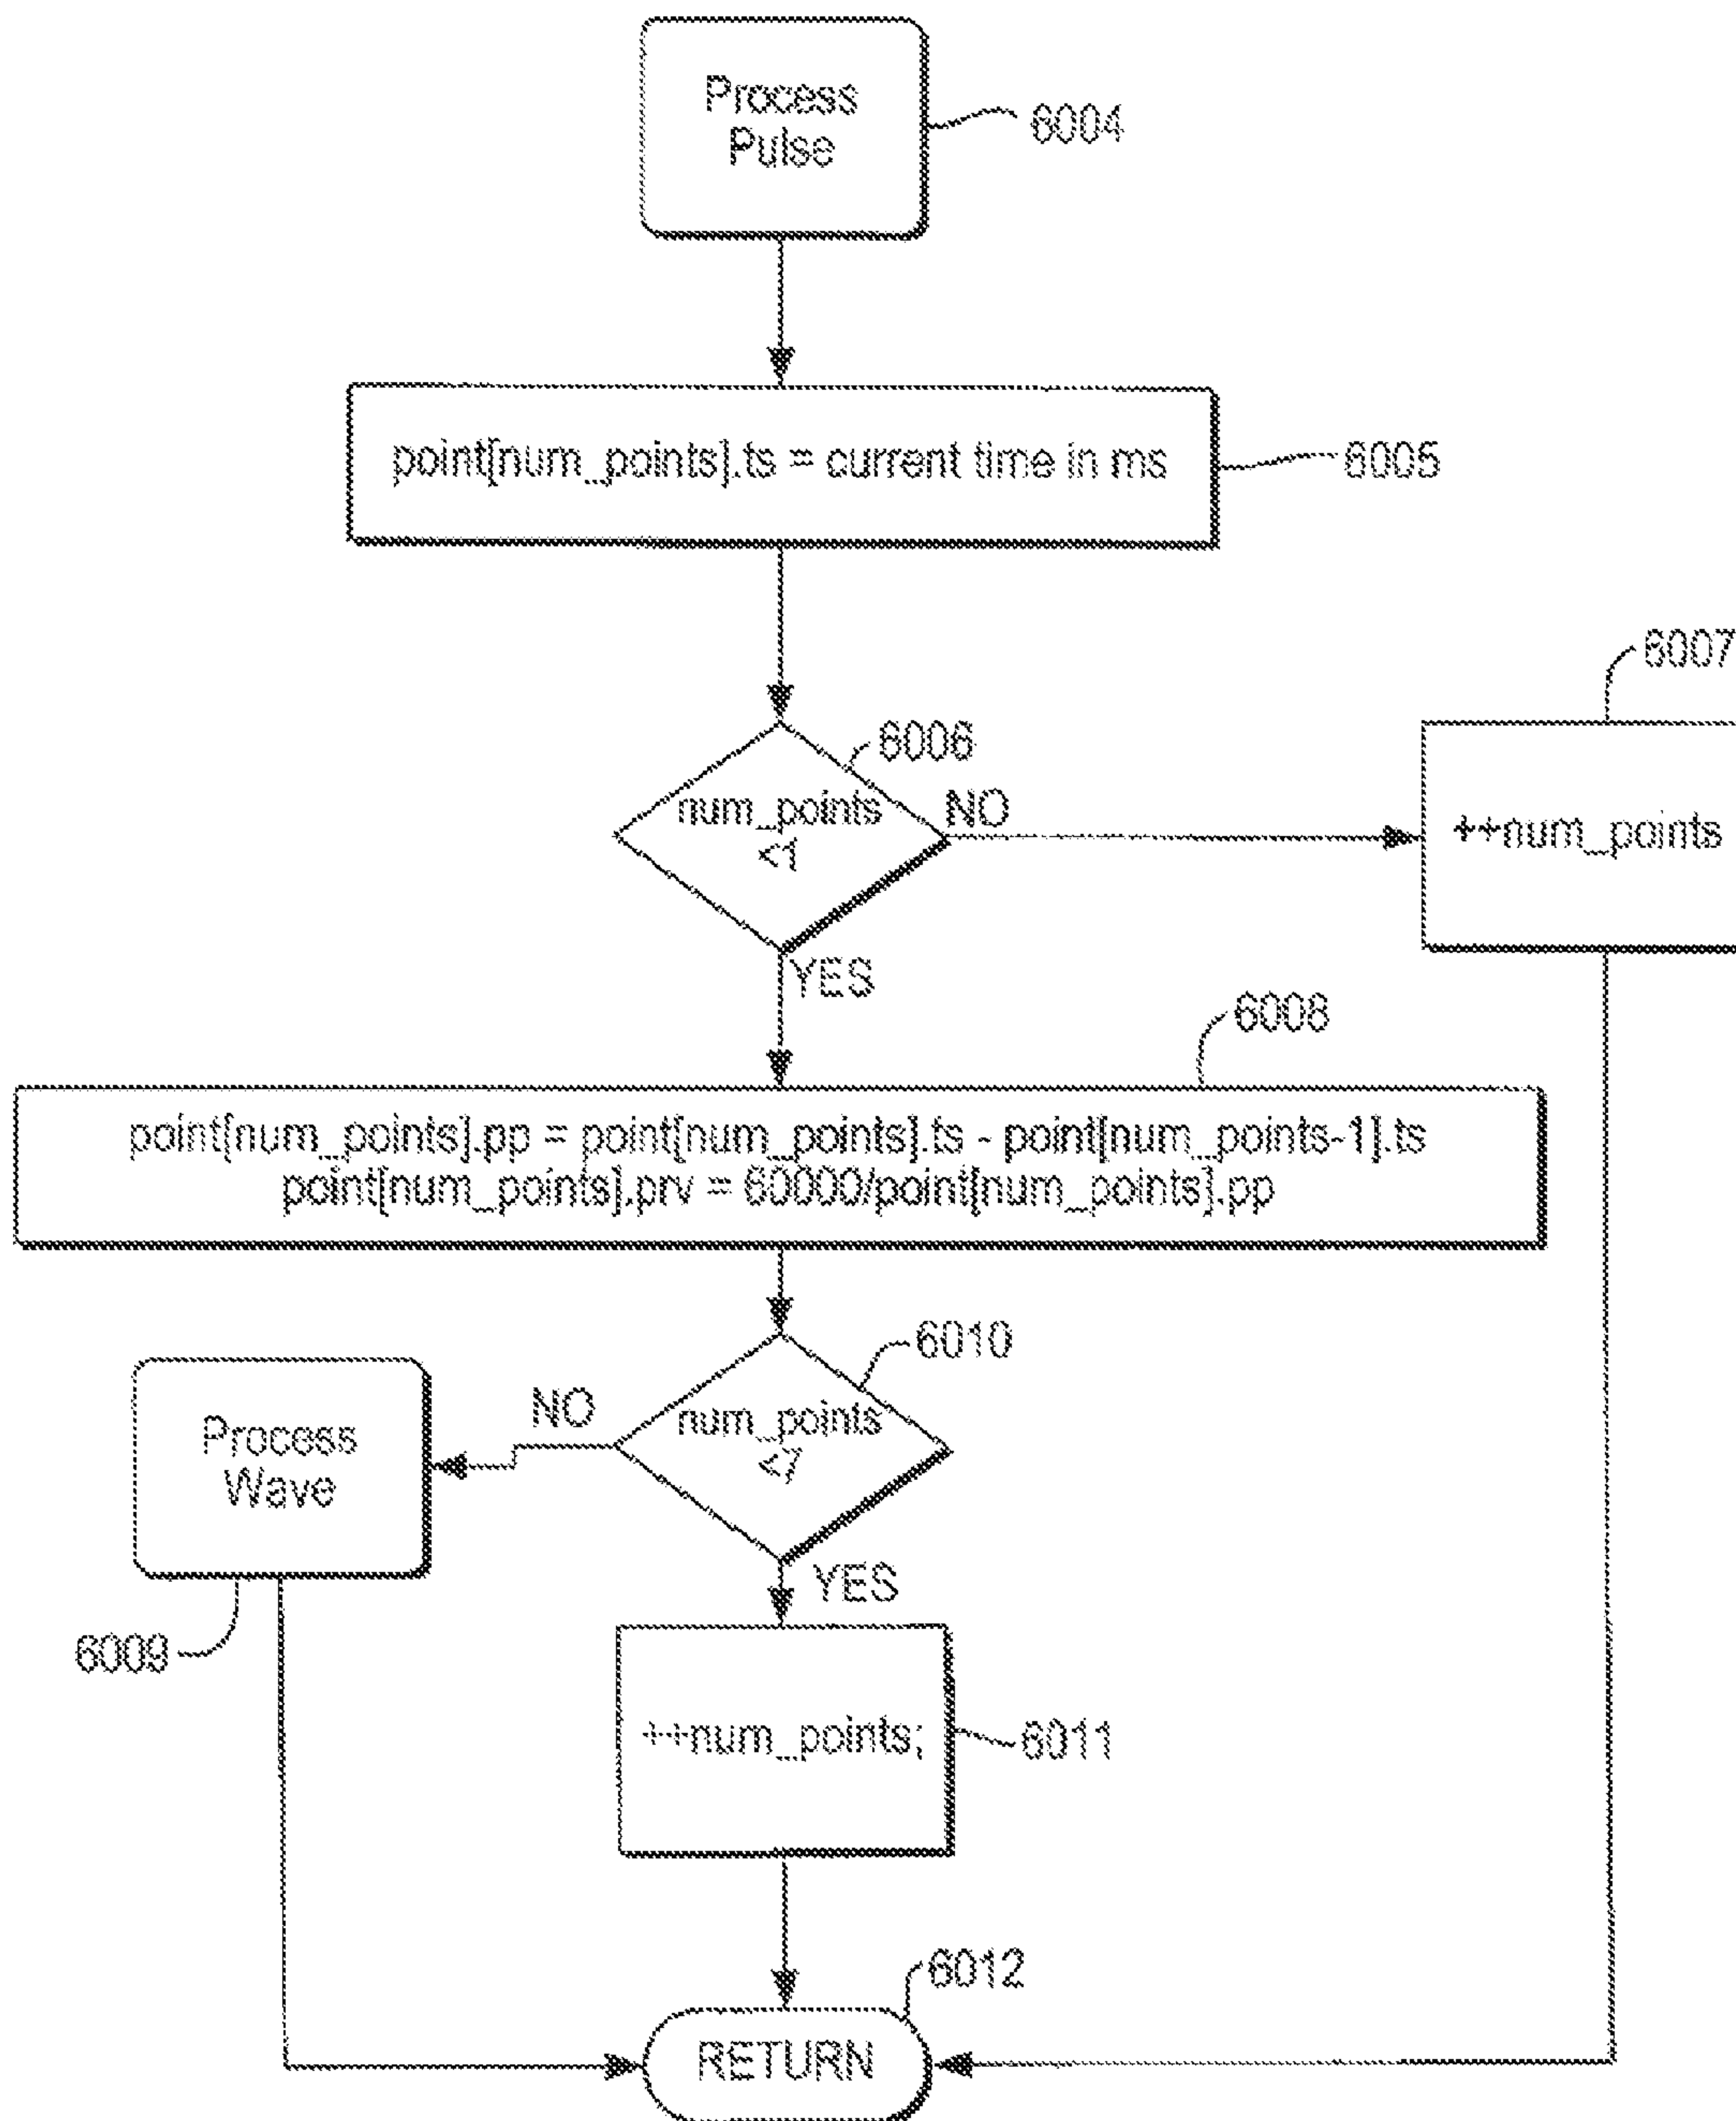 Process
Pulse
6004
point[num_points].ts = current time in ms
6005
6007
6006
num_points
<1
NO
++num_points
YES
6008
point[num_points].pp = point[num_points].ts - point[num_points-1].ts
point[num_points].prv = 60000/point[num_points].pp
6010
Process
Wave
NO
num_points
<7
YES
6009
++num_points;
6011
6012
RETURN